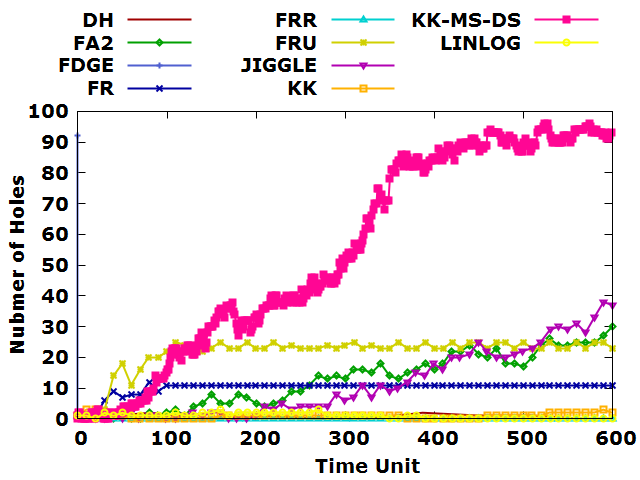 DH FRR KK-MS-DS
FA2 FRU LINLOG
FDGE JIGGLE
FR KK
100
90
80
70
60
50
40
30
20
10
0
Nubmer of Holes
0 100 200 300 400 500 600
Time Unit